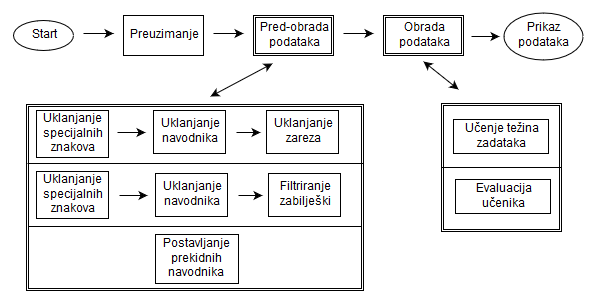 Start
Preuzimanje
Pred-obrada
podataka
Obrada
podataka
Prikaz
podataka
Uklanjanje
specijalnih
znakova
Uklanjanje
navodnika
Uklanjanje
zareza
Uklanjanje
specijalnih
znakova
Uklanjanje
navodnika
Filtriranje
zabilješki
Postavljanje
prekidnih
navodnika
Učenje težina
zadataka
Evaluacija
učenika